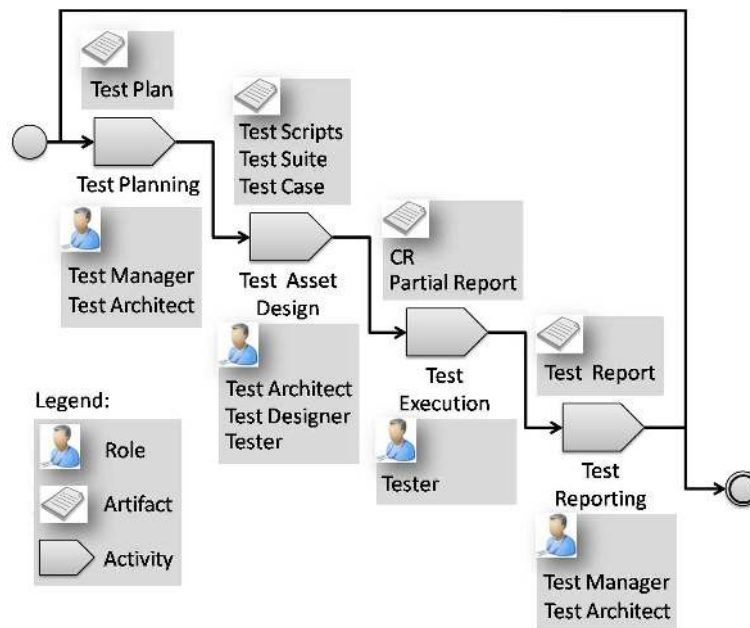 Test Plan
Test Planning
Test Manager
Test Architect
Test Scripts
Test Suite
Test Case
Test Asset
Design
Test Architect
Test Designer
Tester
CR
Partial Report
Test
Execution
Tester
Test Report
Test
Reporting
Test Manager
Test Architect
Legend:
Role
Artifact
Activity